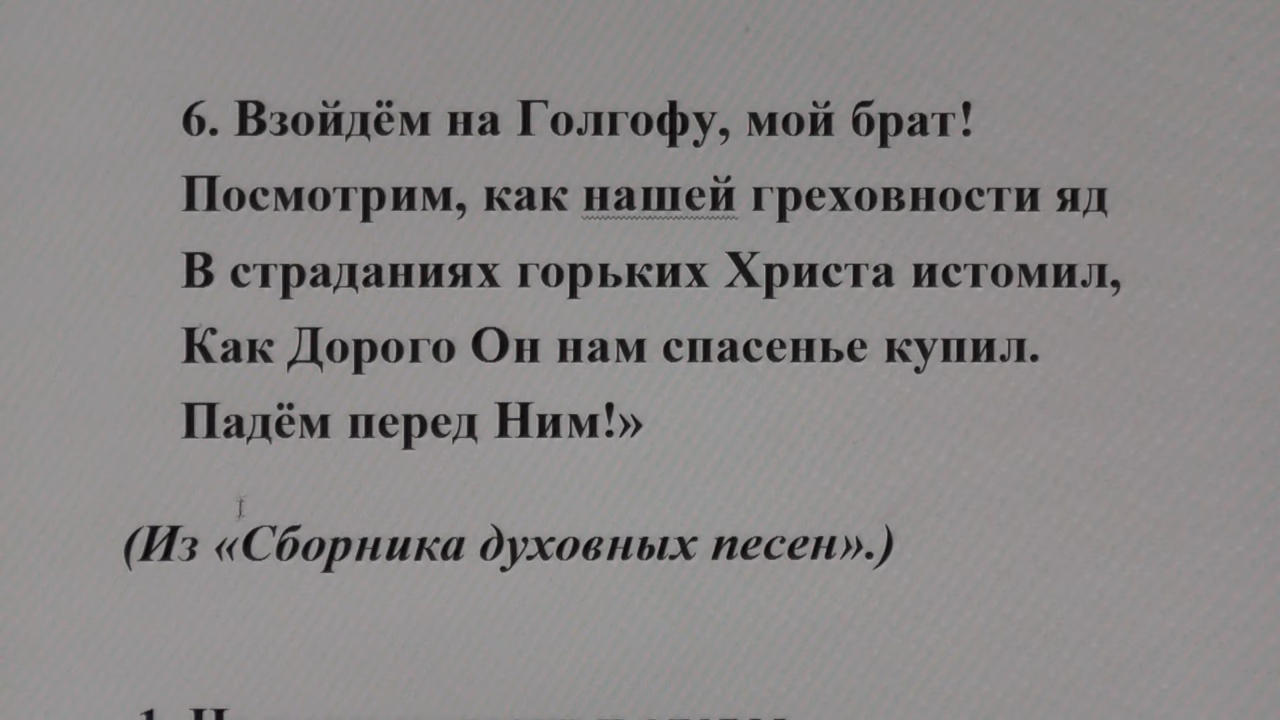 6. Взойдём на Голгофу, мой брат!
Посмотрим, как нашей греховности яд
В страданиях горьких Христа истомил,
Как Дорого Он нам спасенье купил.
Падём перед Ним!»
(Из «Сборника духовных песен».)
1.